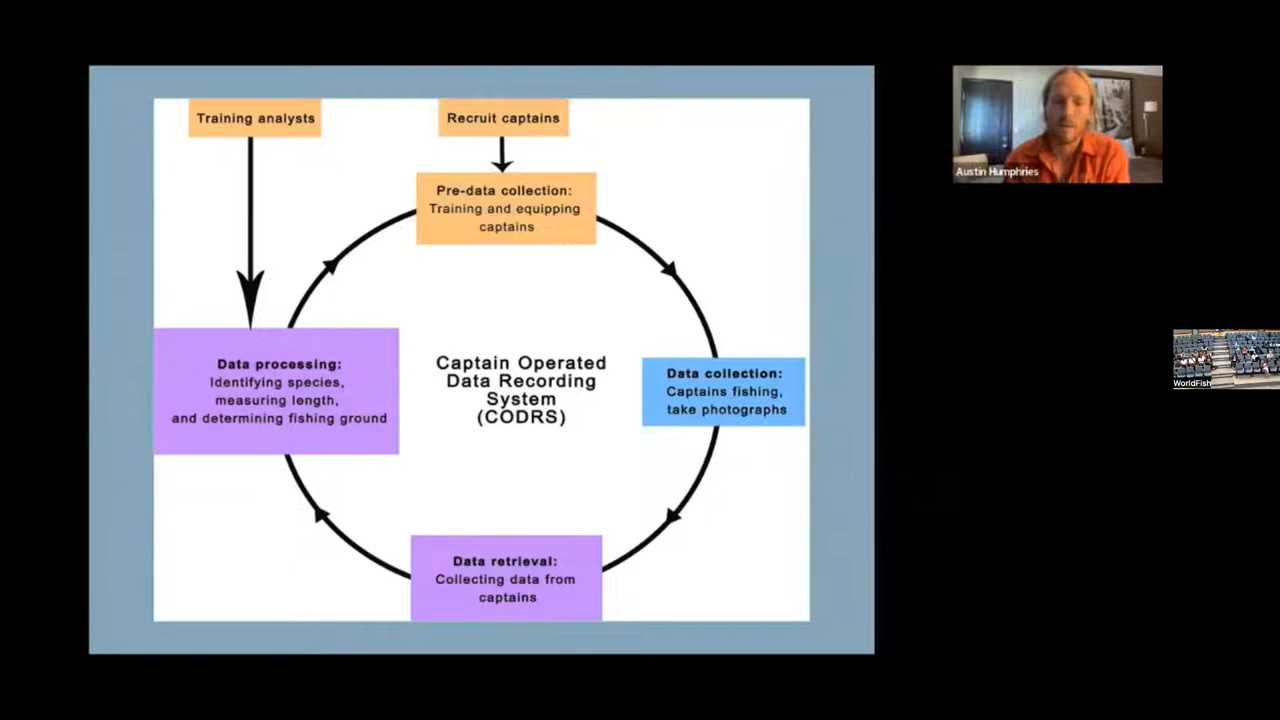 Training analysts
Recruit captains
Pre-data collection:
Training and equipping
captains
Data collection:
Captains fishing,
take photographs
Data retrieval:
Collecting data from
captains
Data processing:
Identifying species,
measuring length,
and determining fishing ground
Captain Operated
Data Recording
System
(CODRS)
Austin Humphries
WorldFish